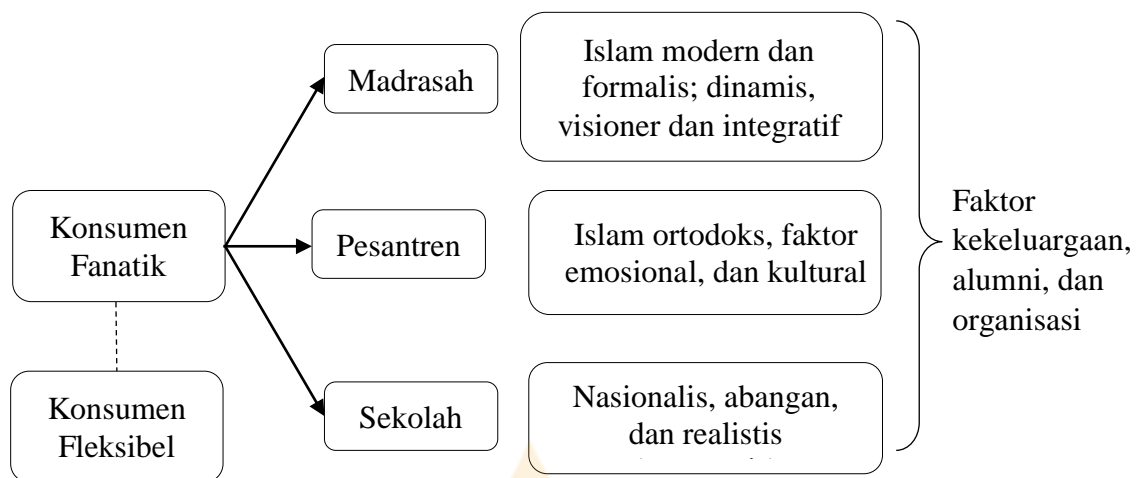 Madrasah
Islam modern dan
formalis; dinamis,
visioner dan integratif
Konsumen
Fanatik
Pesantren
Islam ortodoks, faktor
emosional, dan kultural
Faktor
kekeluargaan,
alumni, dan
organisasi
Konsumen
Fleksibel
Sekolah
Nasionalis, abangan,
dan realistis